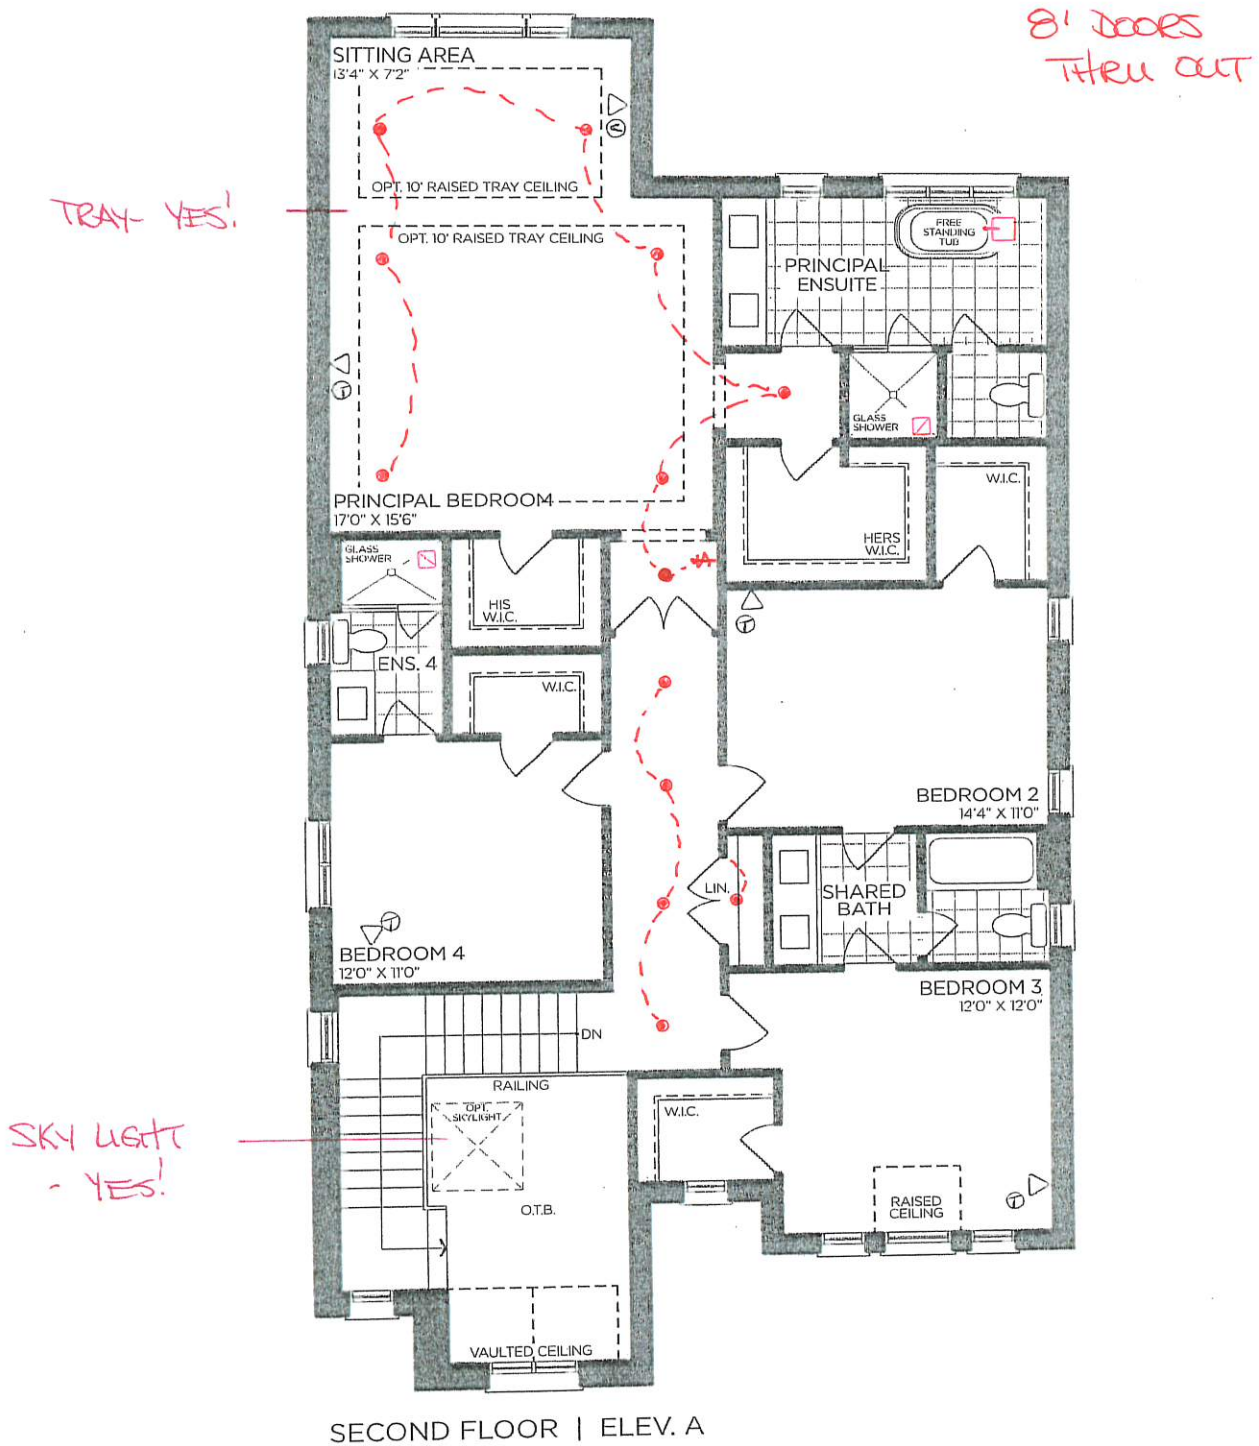 8' DOORS
THRU OUT
SITTING AREA
13'4" X 7'2"
OPT. 10' RAISED TRAY CEILING
TRAY- YES!
OPT. 10' RAISED TRAY CEILING
FREE
STANDING
TUB
PRINCIPAL
ENSUITE
T
GLASS
SHOWER
PRINCIPAL BEDROOM
17'0" X 15'6"
W.I.C.
HERS
W.I.C.
GLASS
SHOWER
HIS
W.I.C.
T
ENS. 4
W.I.C.
BEDROOM 2
14'4" X 11'0"
LIN.
SHARED
BATH
T
BEDROOM 4
12'0" X 11'0"
BEDROOM 3
12'0" X 12'0"
DN
RAILING
OPT.
SKYLIGHT
W.I.C.
SKY LIGHT
- YES!
T
RAISED
CEILING
O.T.B.
VAULTED CEILING
SECOND FLOOR | ELEV. A